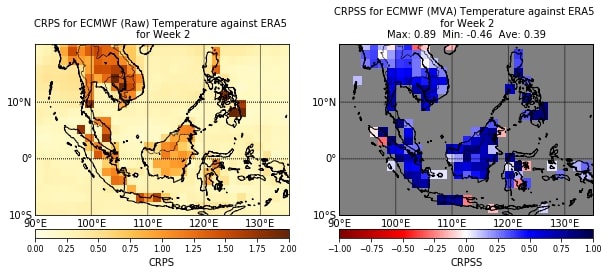 CRPS for ECMWF (Raw) Temperature against ERA5
for Week 2
10°N
0°
10°S
90°E 100°E 110°E 120°E 130°E
0.00 0.25 0.50 0.75 1.00 1.25 1.50 1.75 2.00
CRPS
CRPSS for ECMWF (MVA) Temperature against ERA5
for Week 2
Max: 0.89 Min: -0.46 Ave: 0.39
10°N
0°
10°S
90°E 100°E 110°E 120°E 130°E
−1.00 −0.75 −0.50 −0.25 0.00 0.25 0.50 0.75 1.00
CRPSS